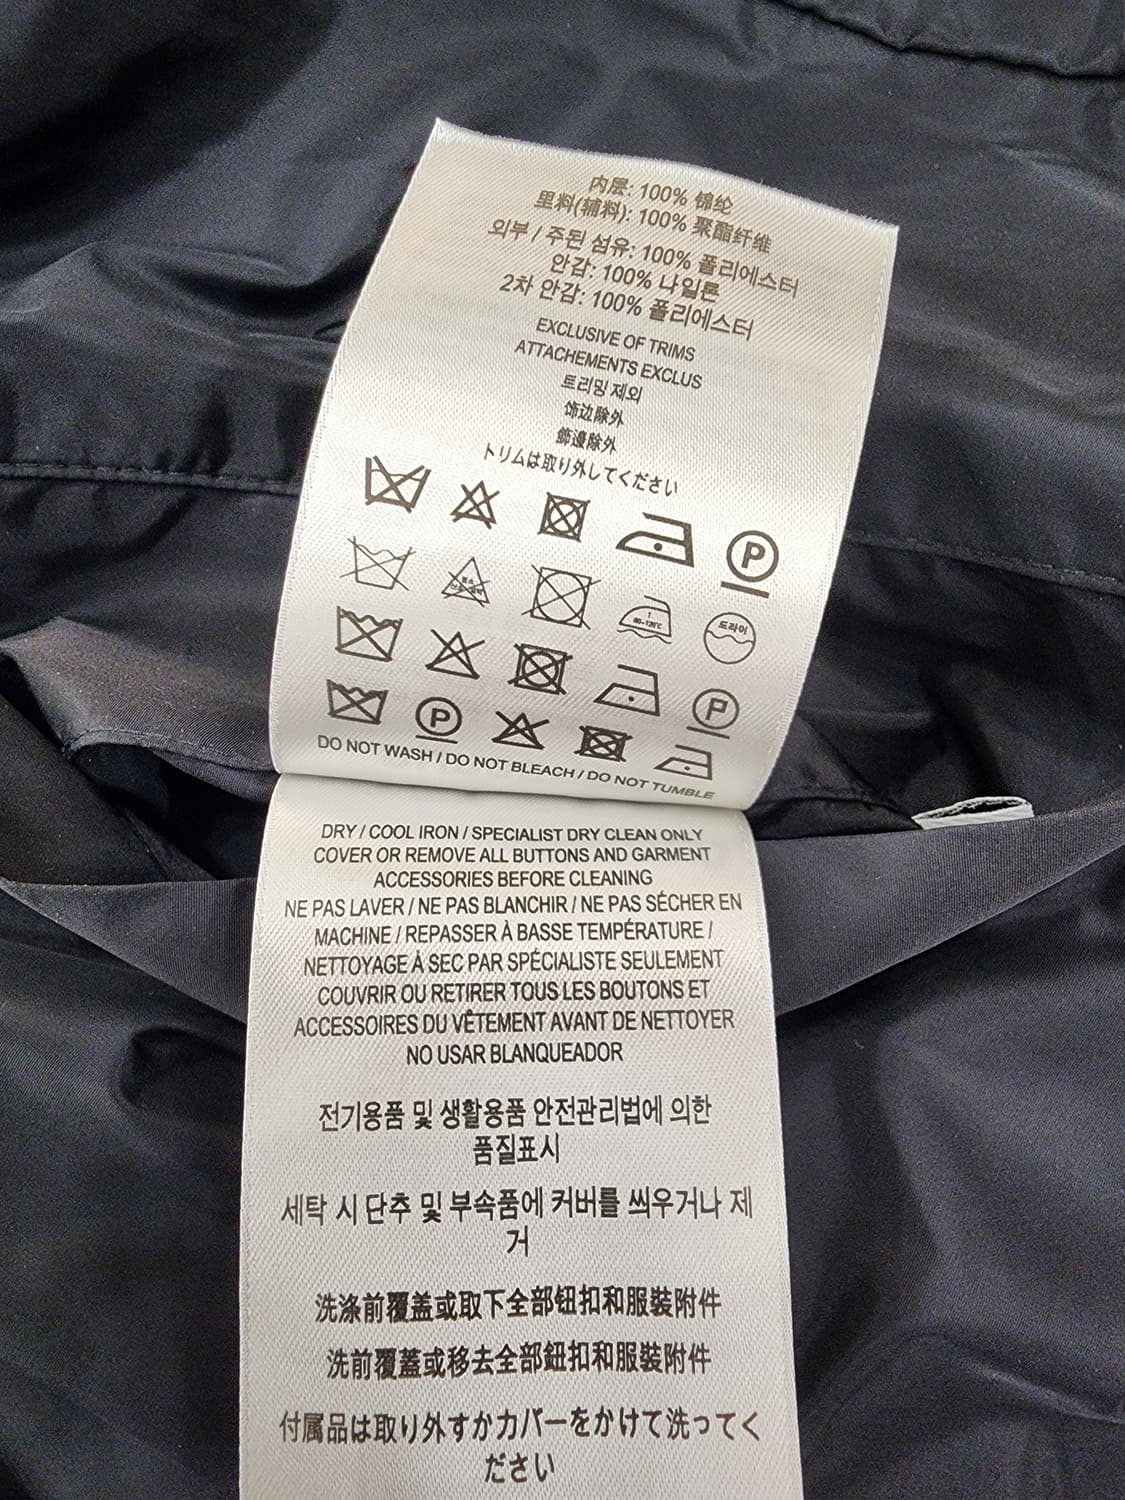 内层: 100% 锦纶
里料(辅料): 100% 聚酯纤维
외부 / 주된 섬유: 100% 폴리에스터
안감: 100% 나일론
2차 안감: 100% 폴리에스터
EXCLUSIVE OF TRIMS
ATTACHEMENTS EXCLUS
트리밍 제외
饰边除外
飾邊除外
トリムは取り外してください
P
드라이
P
P
DO NOT WASH / DO NOT BLEACH / DO NOT TUMBLE
DRY / COOL IRON / SPECIALIST DRY CLEAN ONLY
COVER OR REMOVE ALL BUTTONS AND GARMENT
ACCESSORIES BEFORE CLEANING
NE PAS LAVER / NE PAS BLANCHIR / NE PAS SÉCHER EN
MACHINE / REPASSER À BASSE TEMPÉRATURE /
NETTOYAGE À SEC PAR SPÉCIALISTE SEULEMENT
COUVRIR OU RETIRER TOUS LES BOUTONS ET
ACCESSOIRES DU VÊTEMENT AVANT DE NETTOYER
NO USAR BLANQUEADOR
전기용품 및 생활용품 안전관리법에 의한
품질표시
세탁 시 단추 및 부속품에 커버를 씌우거나 제
거
洗涤前覆盖或取下全部钮扣和服裝附件
洗前覆蓋或移去全部鈕扣和服裝附件
付属品は取り外すかカバーをかけて洗ってく
ださい